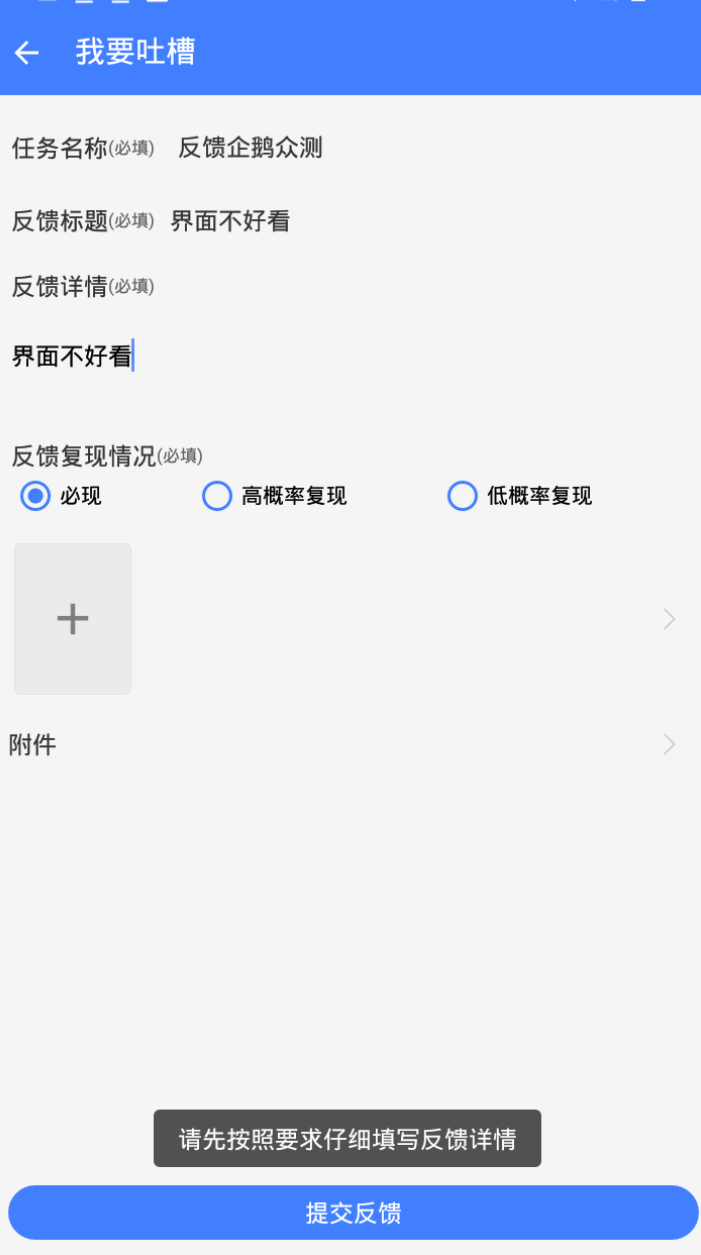 我要吐槽
任务名称(必填) 反馈企鹅众测
反馈标题(必填) 界面不好看
反馈详情(必填)
界面不好看
反馈复现情况(必填)
必现 高概率复现 低概率复现
附件
请先按照要求仔细填写反馈详情
提交反馈